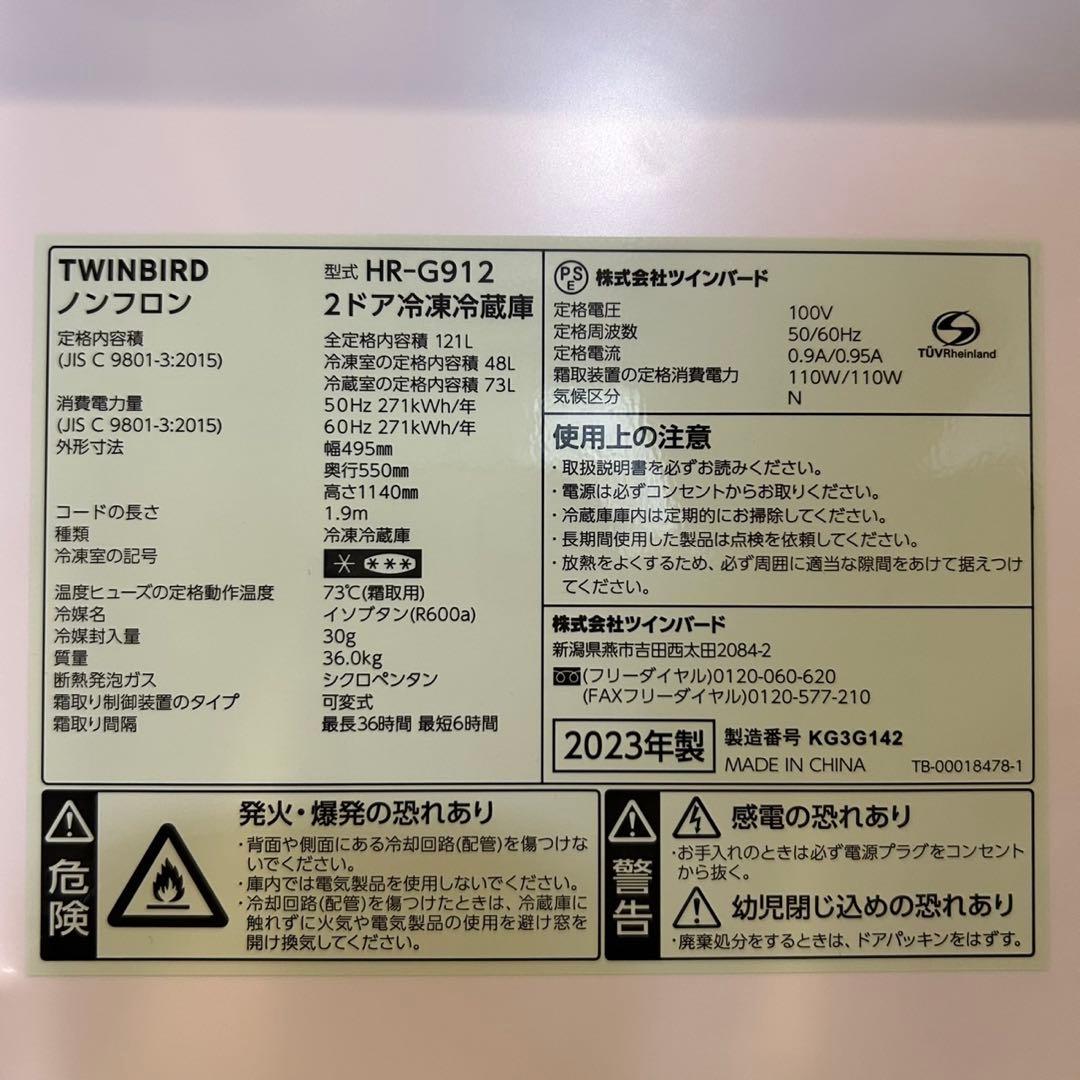 TWINBIRD 型式 HR-G912
ノンフロン 2ドア冷凍冷蔵庫
定格内容積 全定格内容積 121L
(JIS C 9801-3:2015) 冷凍室の定格内容積 48L
冷蔵室の定格内容積 73L
消費電力量 50Hz 271kWh/年
(JIS C 9801-3:2015) 60Hz 271kWh/年
外形寸法 幅495mm
奥行550mm
高さ1140mm
コードの長さ 1.9m
種類 冷凍冷蔵庫
冷凍室の記号
温度ヒューズの定格動作温度 73℃(霜取用)
冷媒名 イソブタン(R600a)
冷媒封入量 30g
質量 36.0kg
断熱発泡ガス シクロペンタン
霜取り制御装置のタイプ 可変式
霜取り間隔 最長36時間 最短6時間
PSE 株式会社ツインバード
定格電圧 100V
定格周波数 50/60Hz
定格電流 0.9A/0.95A
霜取装置の定格消費電力 110W/110W
気候区分 N
TÜVRheinland
使用上の注意
・取扱説明書を必ずお読みください。
・電源は必ずコンセントからお取りください。
・冷蔵庫庫内は定期的にお掃除してください。
・長期間使用した製品は点検を依頼してください。
・放熱をよくするため、必ず周囲に適当な隙間をあけて据えつけ
てください。
株式会社ツインバード
新潟県燕市吉田西太田2084-2
(フリーダイヤル)0120-060-620
(FAXフリーダイヤル)0120-577-210
2023年製 製造番号 KG3G142
MADE IN CHINA TB-00018478-1
危険
発火・爆発の恐れあり
・背面や側面にある冷却回路(配管)を傷つけな
いでください。
・庫内では電気製品を使用しないでください。
・冷却回路(配管)を傷つけたときは、冷蔵庫に
触れずに火気や電気製品の使用を避け窓を
開け換気してください。
警告
感電の恐れあり
・お手入れのときは必ず電源プラグをコンセント
から抜く。
幼児閉じ込めの恐れあり
・廃棄処分をするときは、ドアパッキンをはずす。